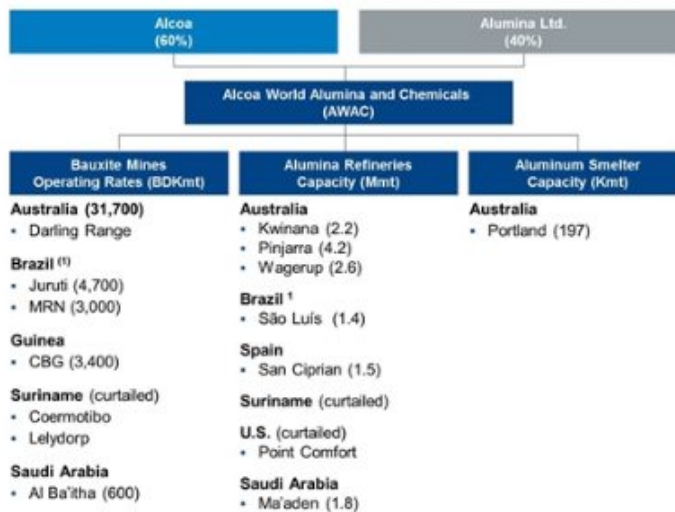 Alcoa
(60%)
Alumina Ltd.
(40%)
Alcoa World Alumina and Chemicals
(AWAC)
Bauxite Mines
Operating Rates (BDKmt)
Australia (31,700)
• Darling Range
Brazil (1)
• Juruti (4,700)
• MRN (3,000)
Guinea
• CBG (3,400)
Suriname (curtailed)
• Coermotibo
• Lelydorp
Saudi Arabia
• Al Ba'itha (600)
Alumina Refineries
Capacity (Mmt)
Australia
• Kwinana (2.2)
• Pinjarra (4.2)
• Wagerup (2.6)
Brazil 1
• São Luís (1.4)
Spain
• San Ciprian (1.5)
Suriname (curtailed)
U.S. (curtailed)
• Point Comfort
Saudi Arabia
• Ma'aden (1.8)
Aluminum Smelter
Capacity (Kmt)
Australia
• Portland (197)